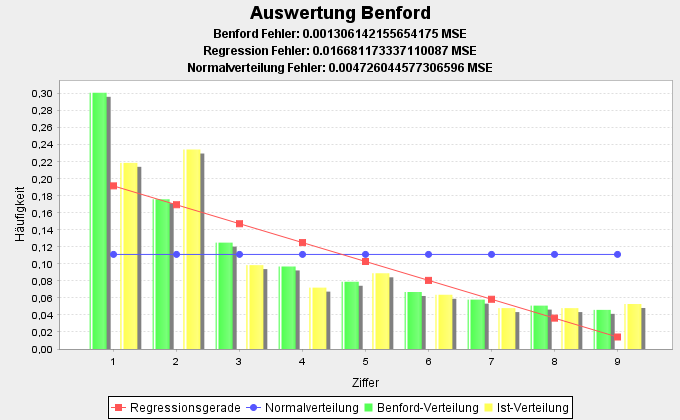 Auswertung Benford
Benford Fehler: 0.001306142155654175 MSE
Regression Fehler: 0.016681173337110087 MSE
Normalverteilung Fehler: 0.004726044577306596 MSE
Häufigkeit
0,30
0,28
0,26
0,24
0,22
0,20
0,18
0,16
0,14
0,12
0,10
0,08
0,06
0,04
0,02
0,00
1 2 3 4 5 6 7 8 9
Ziffer
Regressionsgerade Normalverteilung Benford-Verteilung Ist-Verteilung